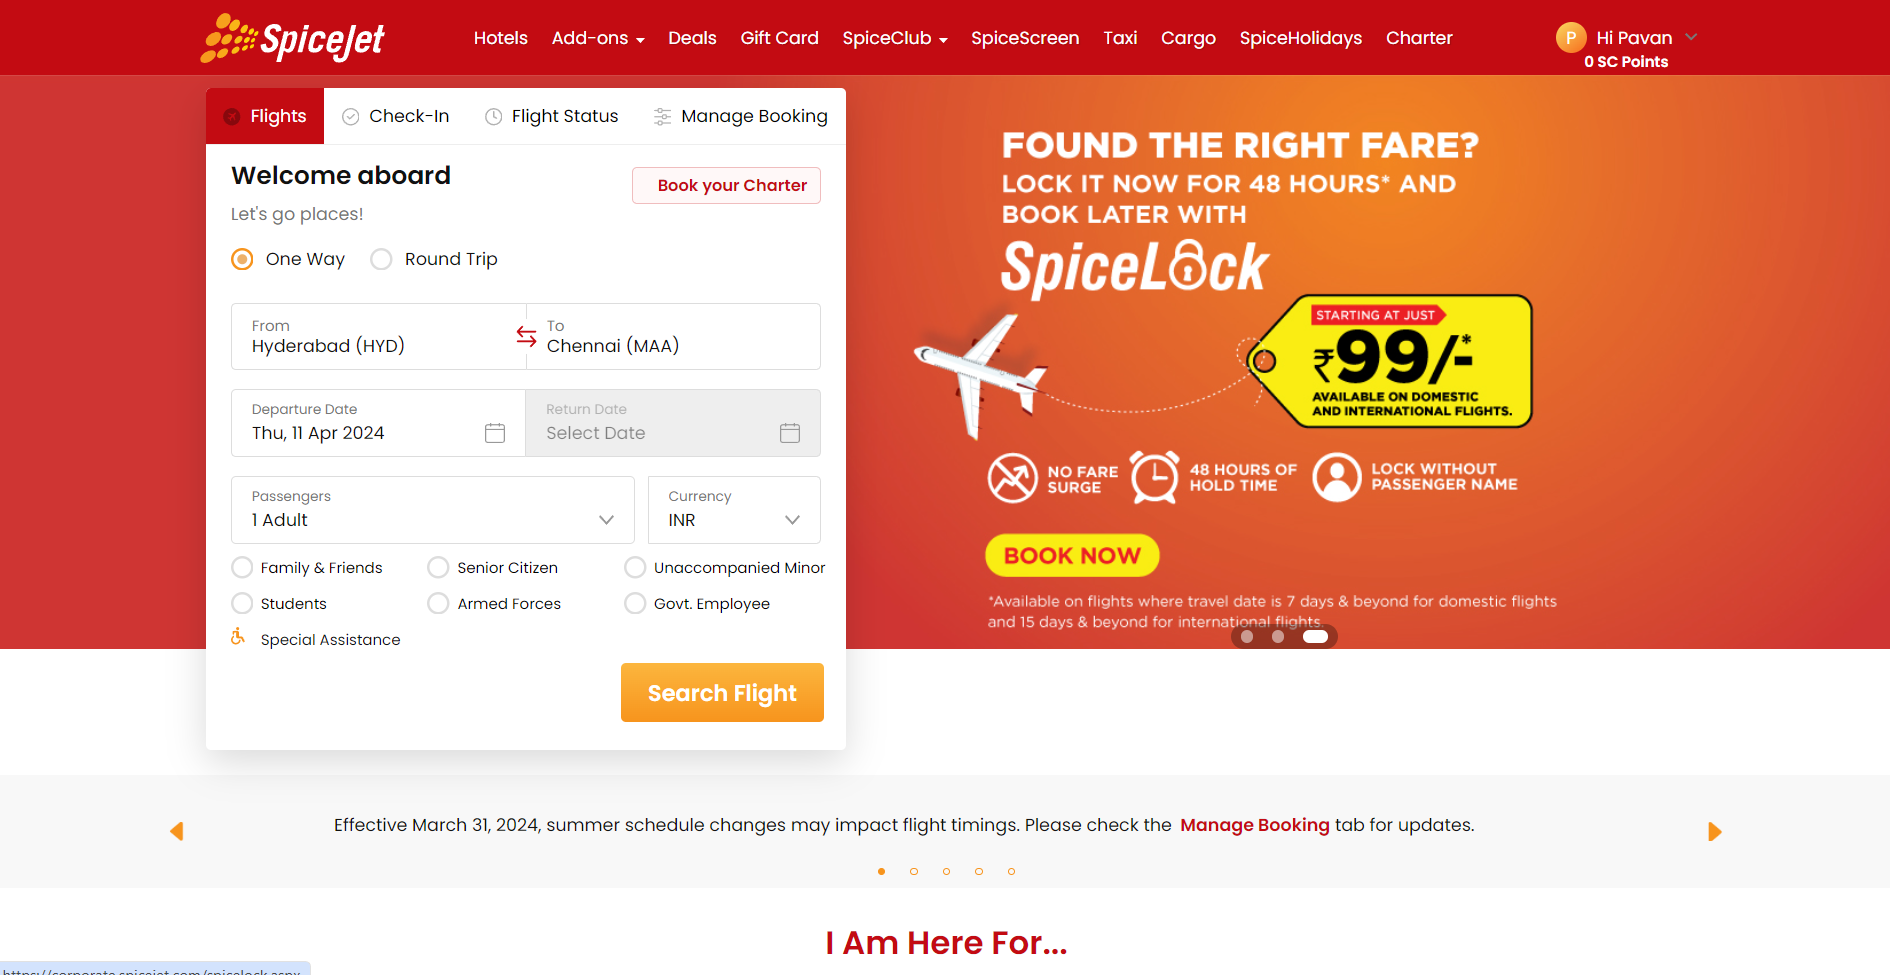 SpiceJet
Hotels Add-ons Deals Gift Card SpiceClub SpiceScreen Taxi Cargo SpiceHolidays Charter
P Hi Pavan
0 SC Points
Flights Check-In Flight Status Manage Booking
Welcome aboard
Book your Charter
Let's go places!
One Way Round Trip
From
Hyderabad (HYD)
To
Chennai (MAA)
Departure Date
Thu, 11 Apr 2024
Return Date
Select Date
Passengers
1 Adult
Currency
INR
Family & Friends Senior Citizen Unaccompanied Minor
Students Armed Forces Govt. Employee
Special Assistance
Search Flight
FOUND THE RIGHT FARE?
LOCK IT NOW FOR 48 HOURS* AND
BOOK LATER WITH
SpiceLock
STARTING AT JUST
₹99/-*
AVAILABLE ON DOMESTIC
AND INTERNATIONAL FLIGHTS.
NO FARE
SURGE
48 HOURS OF
HOLD TIME
LOCK WITHOUT
PASSENGER NAME
BOOK NOW
*Available on flights where travel date is 7 days & beyond for domestic flights
and 15 days & beyond for international flights.
Effective March 31, 2024, summer schedule changes may impact flight timings. Please check the Manage Booking tab for updates.
I Am Here For...
https://corporate.spicejet.com/spicelock.aspx